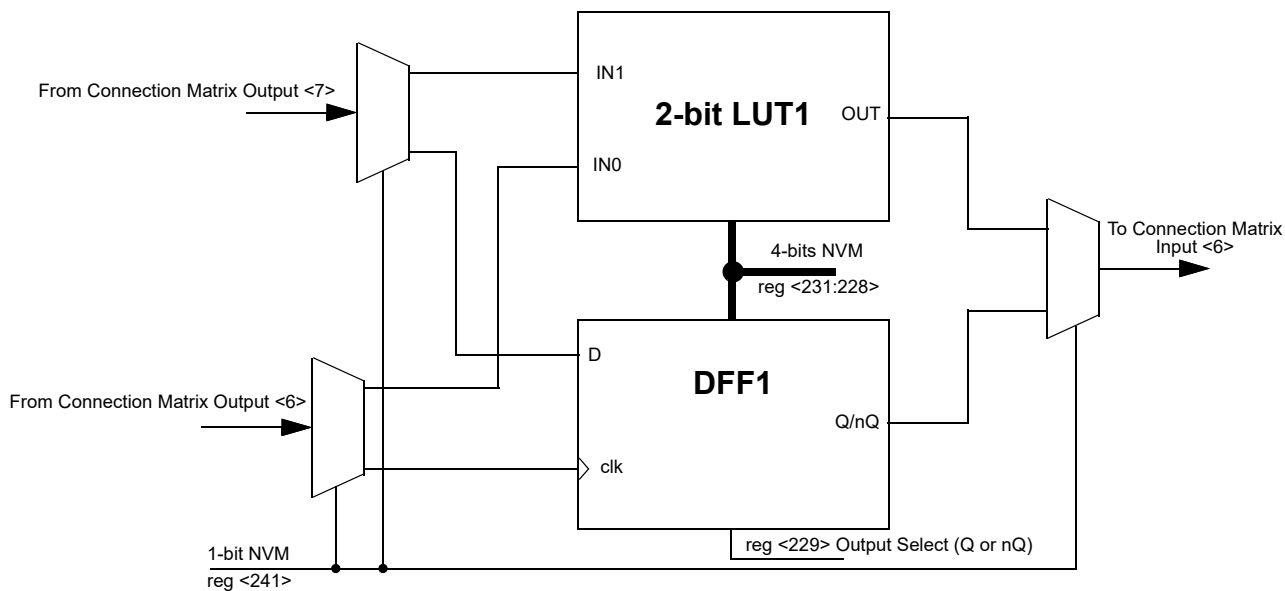 From Connection Matrix Output <7>
IN1
2-bit LUT1
OUT
IN0
To Connection Matrix
Input <6>
4-bits NVM
reg <231:228>
D
DFF1
From Connection Matrix Output <6>
Q/nQ
clk
reg <229> Output Select (Q or nQ)
1-bit NVM
reg <241>